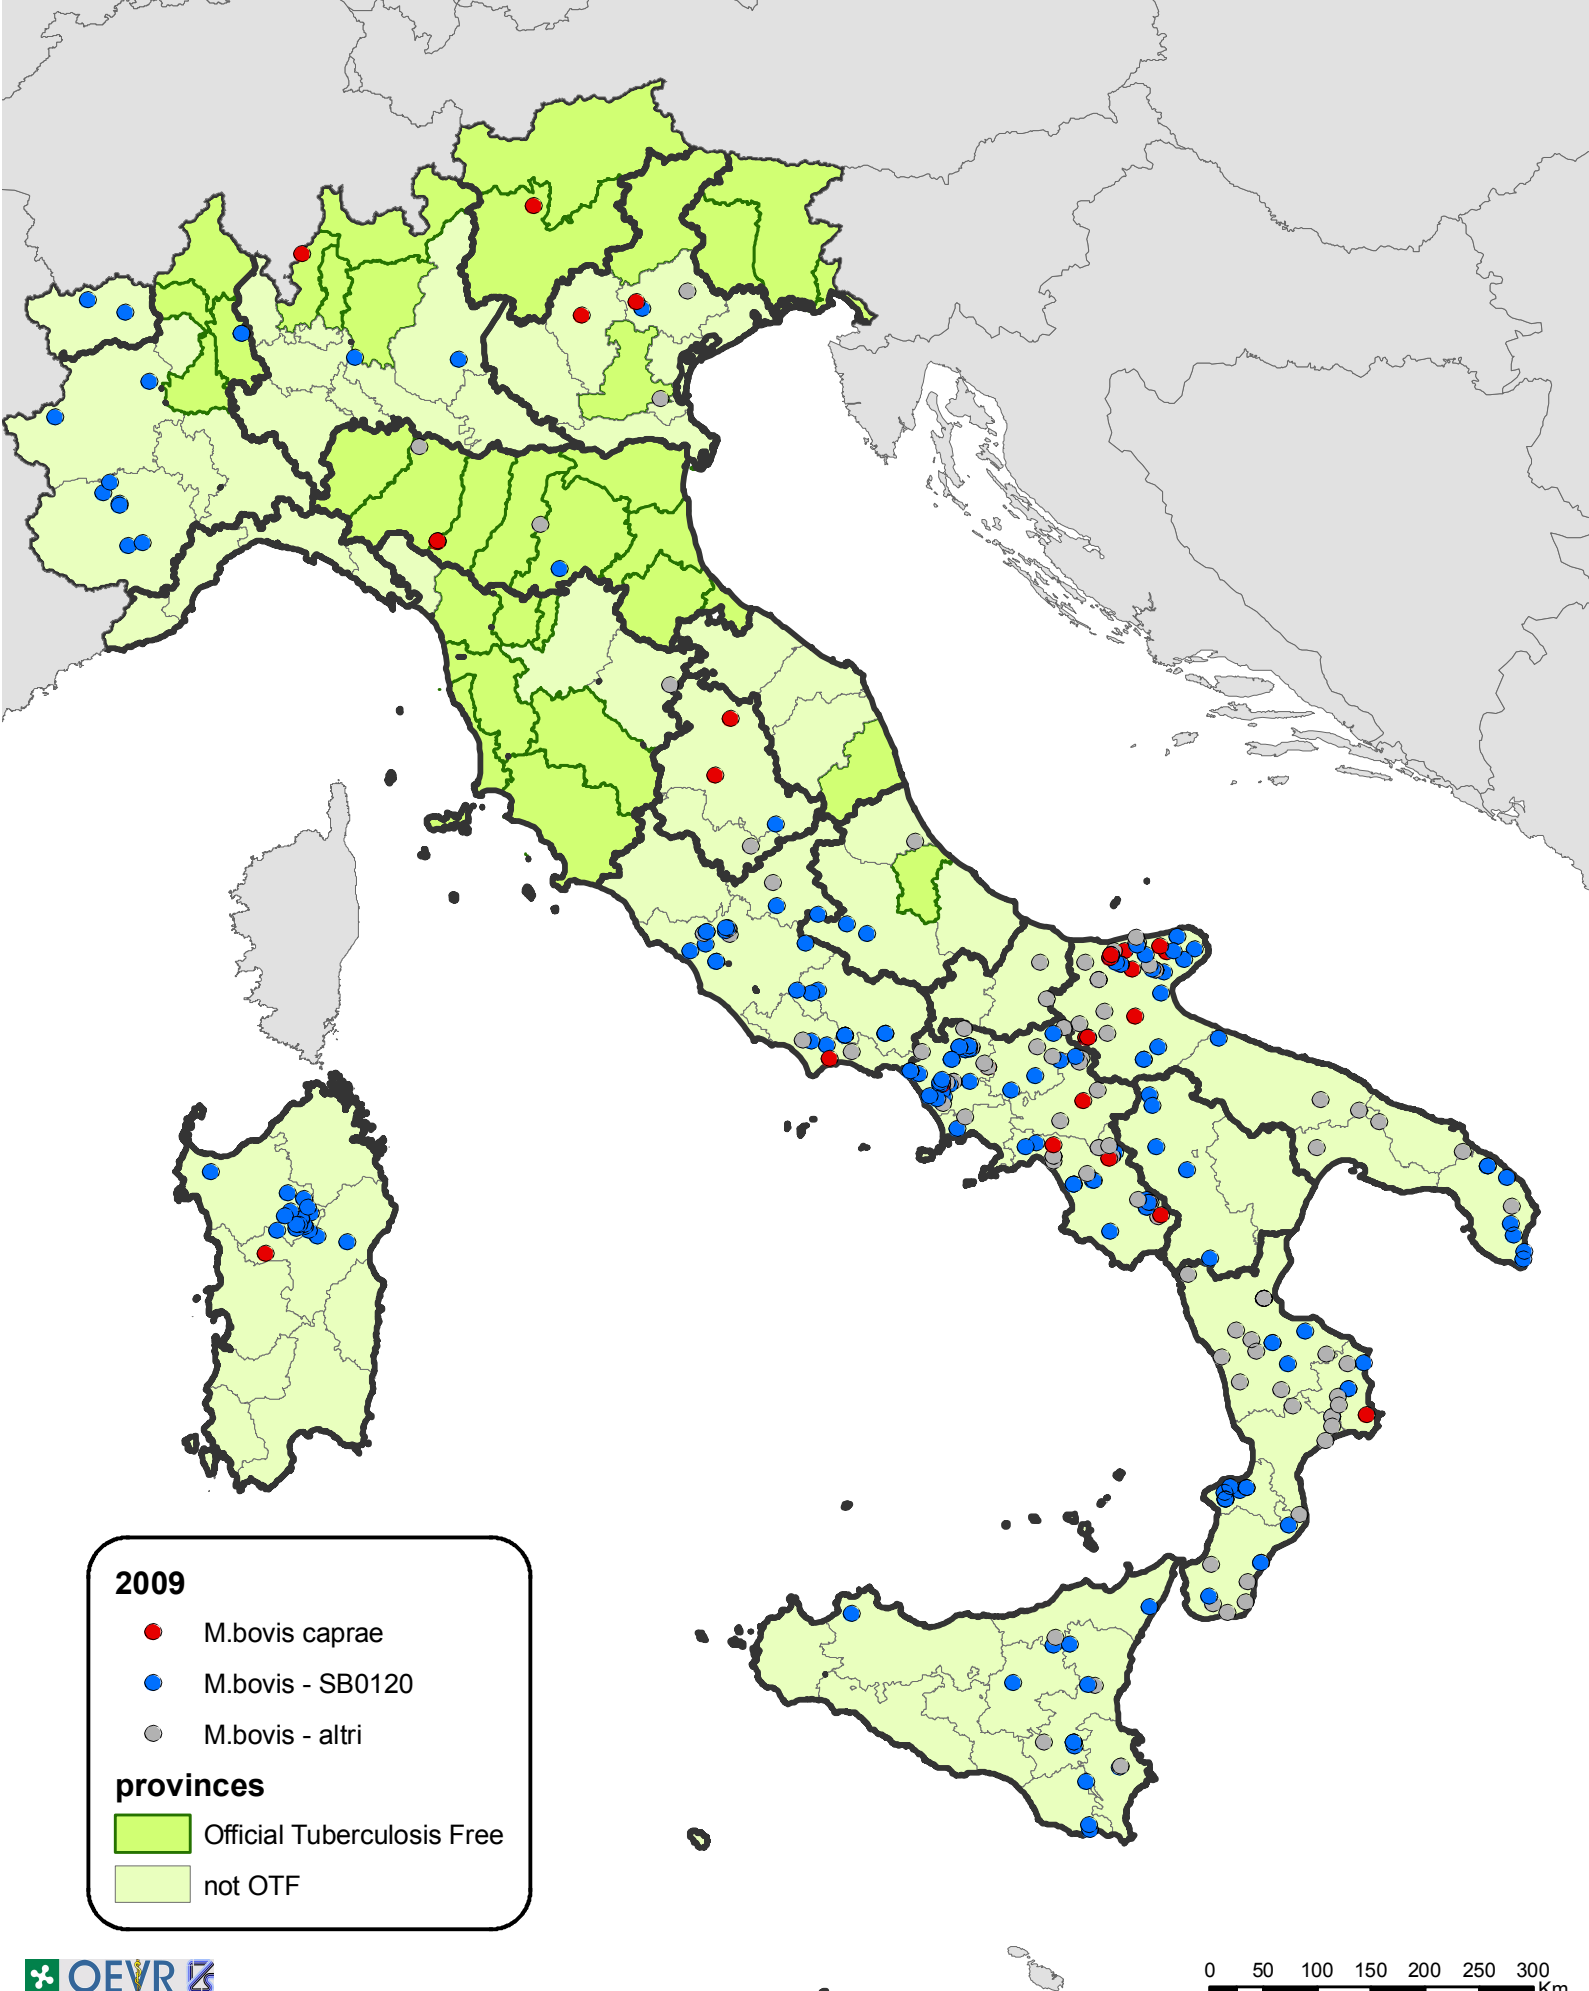 2009
M.bovis caprae
M.bovis - SB0120
M.bovis - altri
provinces
Official Tuberculosis Free
not OTF
OEVR
0 50 100 150 200 250 300
Km